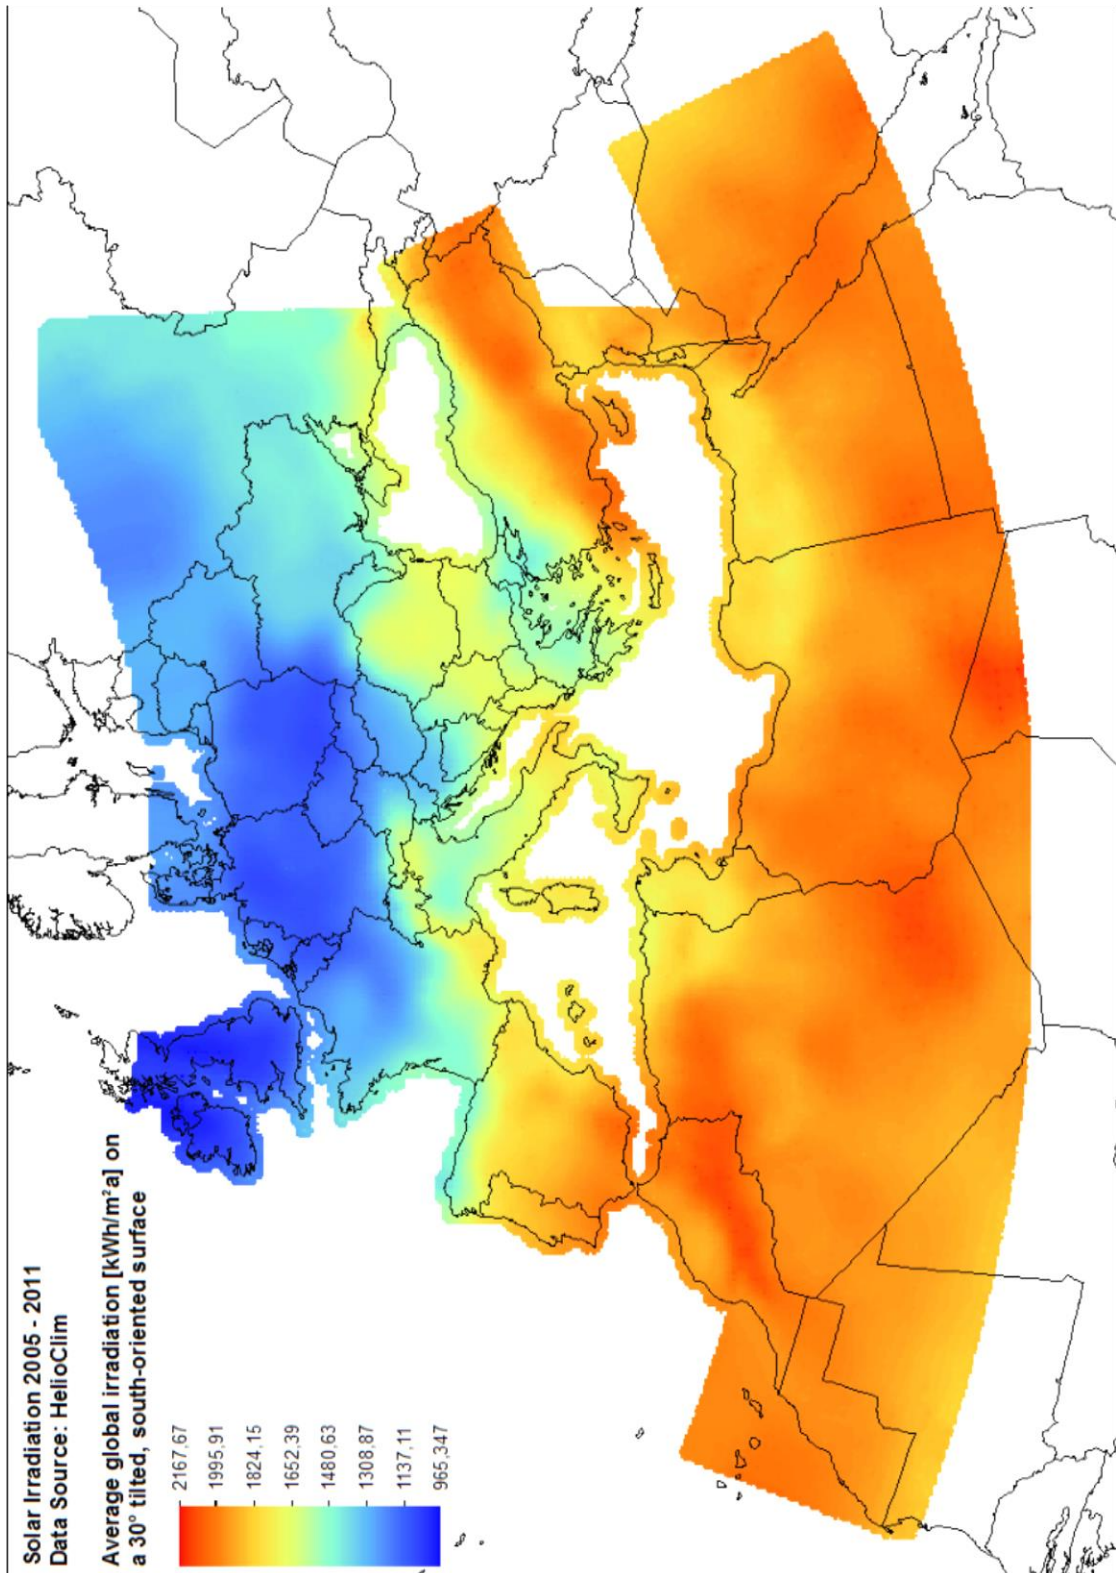 Solar Irradiation 2005 - 2011
Data Source: HelioClim
Average global irradiation [kWh/m²a] on
a 30° tilted, south-oriented surface
2167,67
1995,91
1824,15
1652,39
1480,63
1308,87
1137,11
965,347